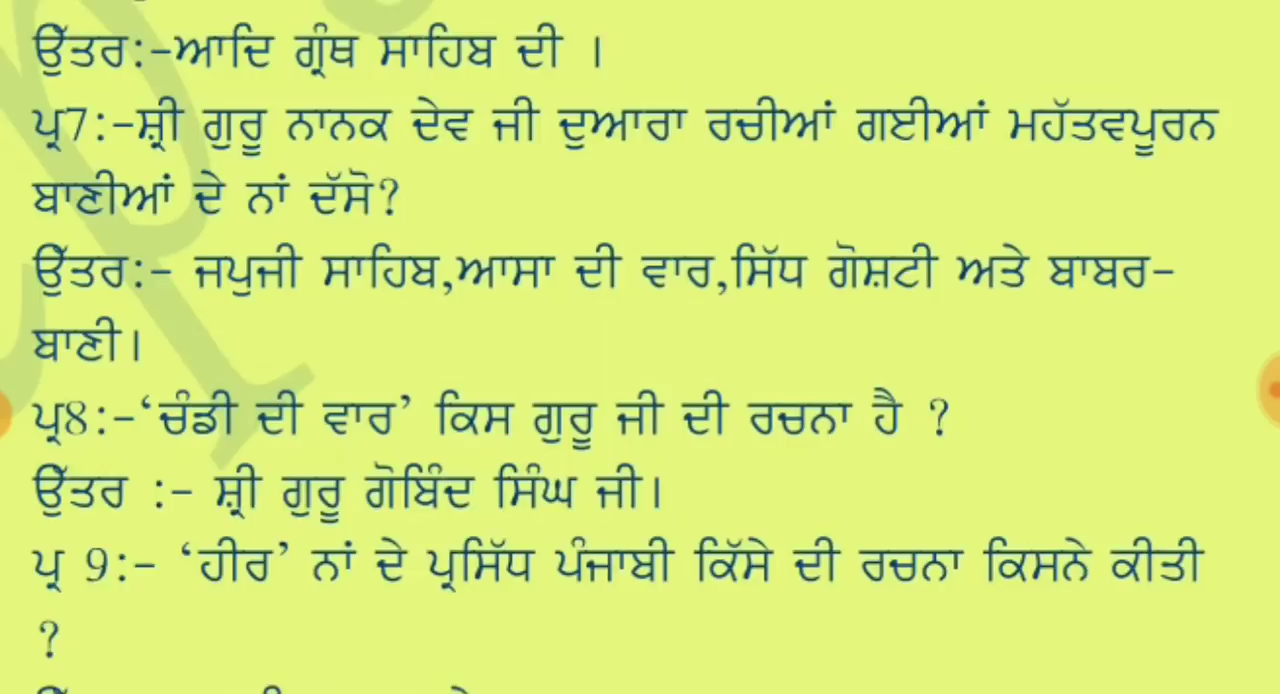 ਉੱਤਰ:-ਆਦਿ ਗ੍ਰੰਥ ਸਾਹਿਬ ਦੀ ।
ਪ੍ਰ7:-ਸ਼੍ਰੀ ਗੁਰੂ ਨਾਨਕ ਦੇਵ ਜੀ ਦੁਆਰਾ ਰਚੀਆਂ ਗਈਆਂ ਮਹੱਤਵਪੂਰਨ
ਬਾਣੀਆਂ ਦੇ ਨਾਂ ਦੱਸੋ?
ਉੱਤਰ:- ਜਪੁਜੀ ਸਾਹਿਬ,ਆਸਾ ਦੀ ਵਾਰ,ਸਿੱਧ ਗੋਸ਼ਟੀ ਅਤੇ ਬਾਬਰ-
ਬਾਣੀ।
ਪ੍ਰ8:-‘ਚੰਡੀ ਦੀ ਵਾਰ’ ਕਿਸ ਗੁਰੂ ਜੀ ਦੀ ਰਚਨਾ ਹੈ ?
ਉੱਤਰ :- ਸ਼੍ਰੀ ਗੁਰੂ ਗੋਬਿੰਦ ਸਿੰਘ ਜੀ।
ਪ੍ਰ 9:- ‘ਹੀਰ’ ਨਾਂ ਦੇ ਪ੍ਰਸਿੱਧ ਪੰਜਾਬੀ ਕਿੱਸੇ ਦੀ ਰਚਨਾ ਕਿਸਨੇ ਕੀਤੀ
?